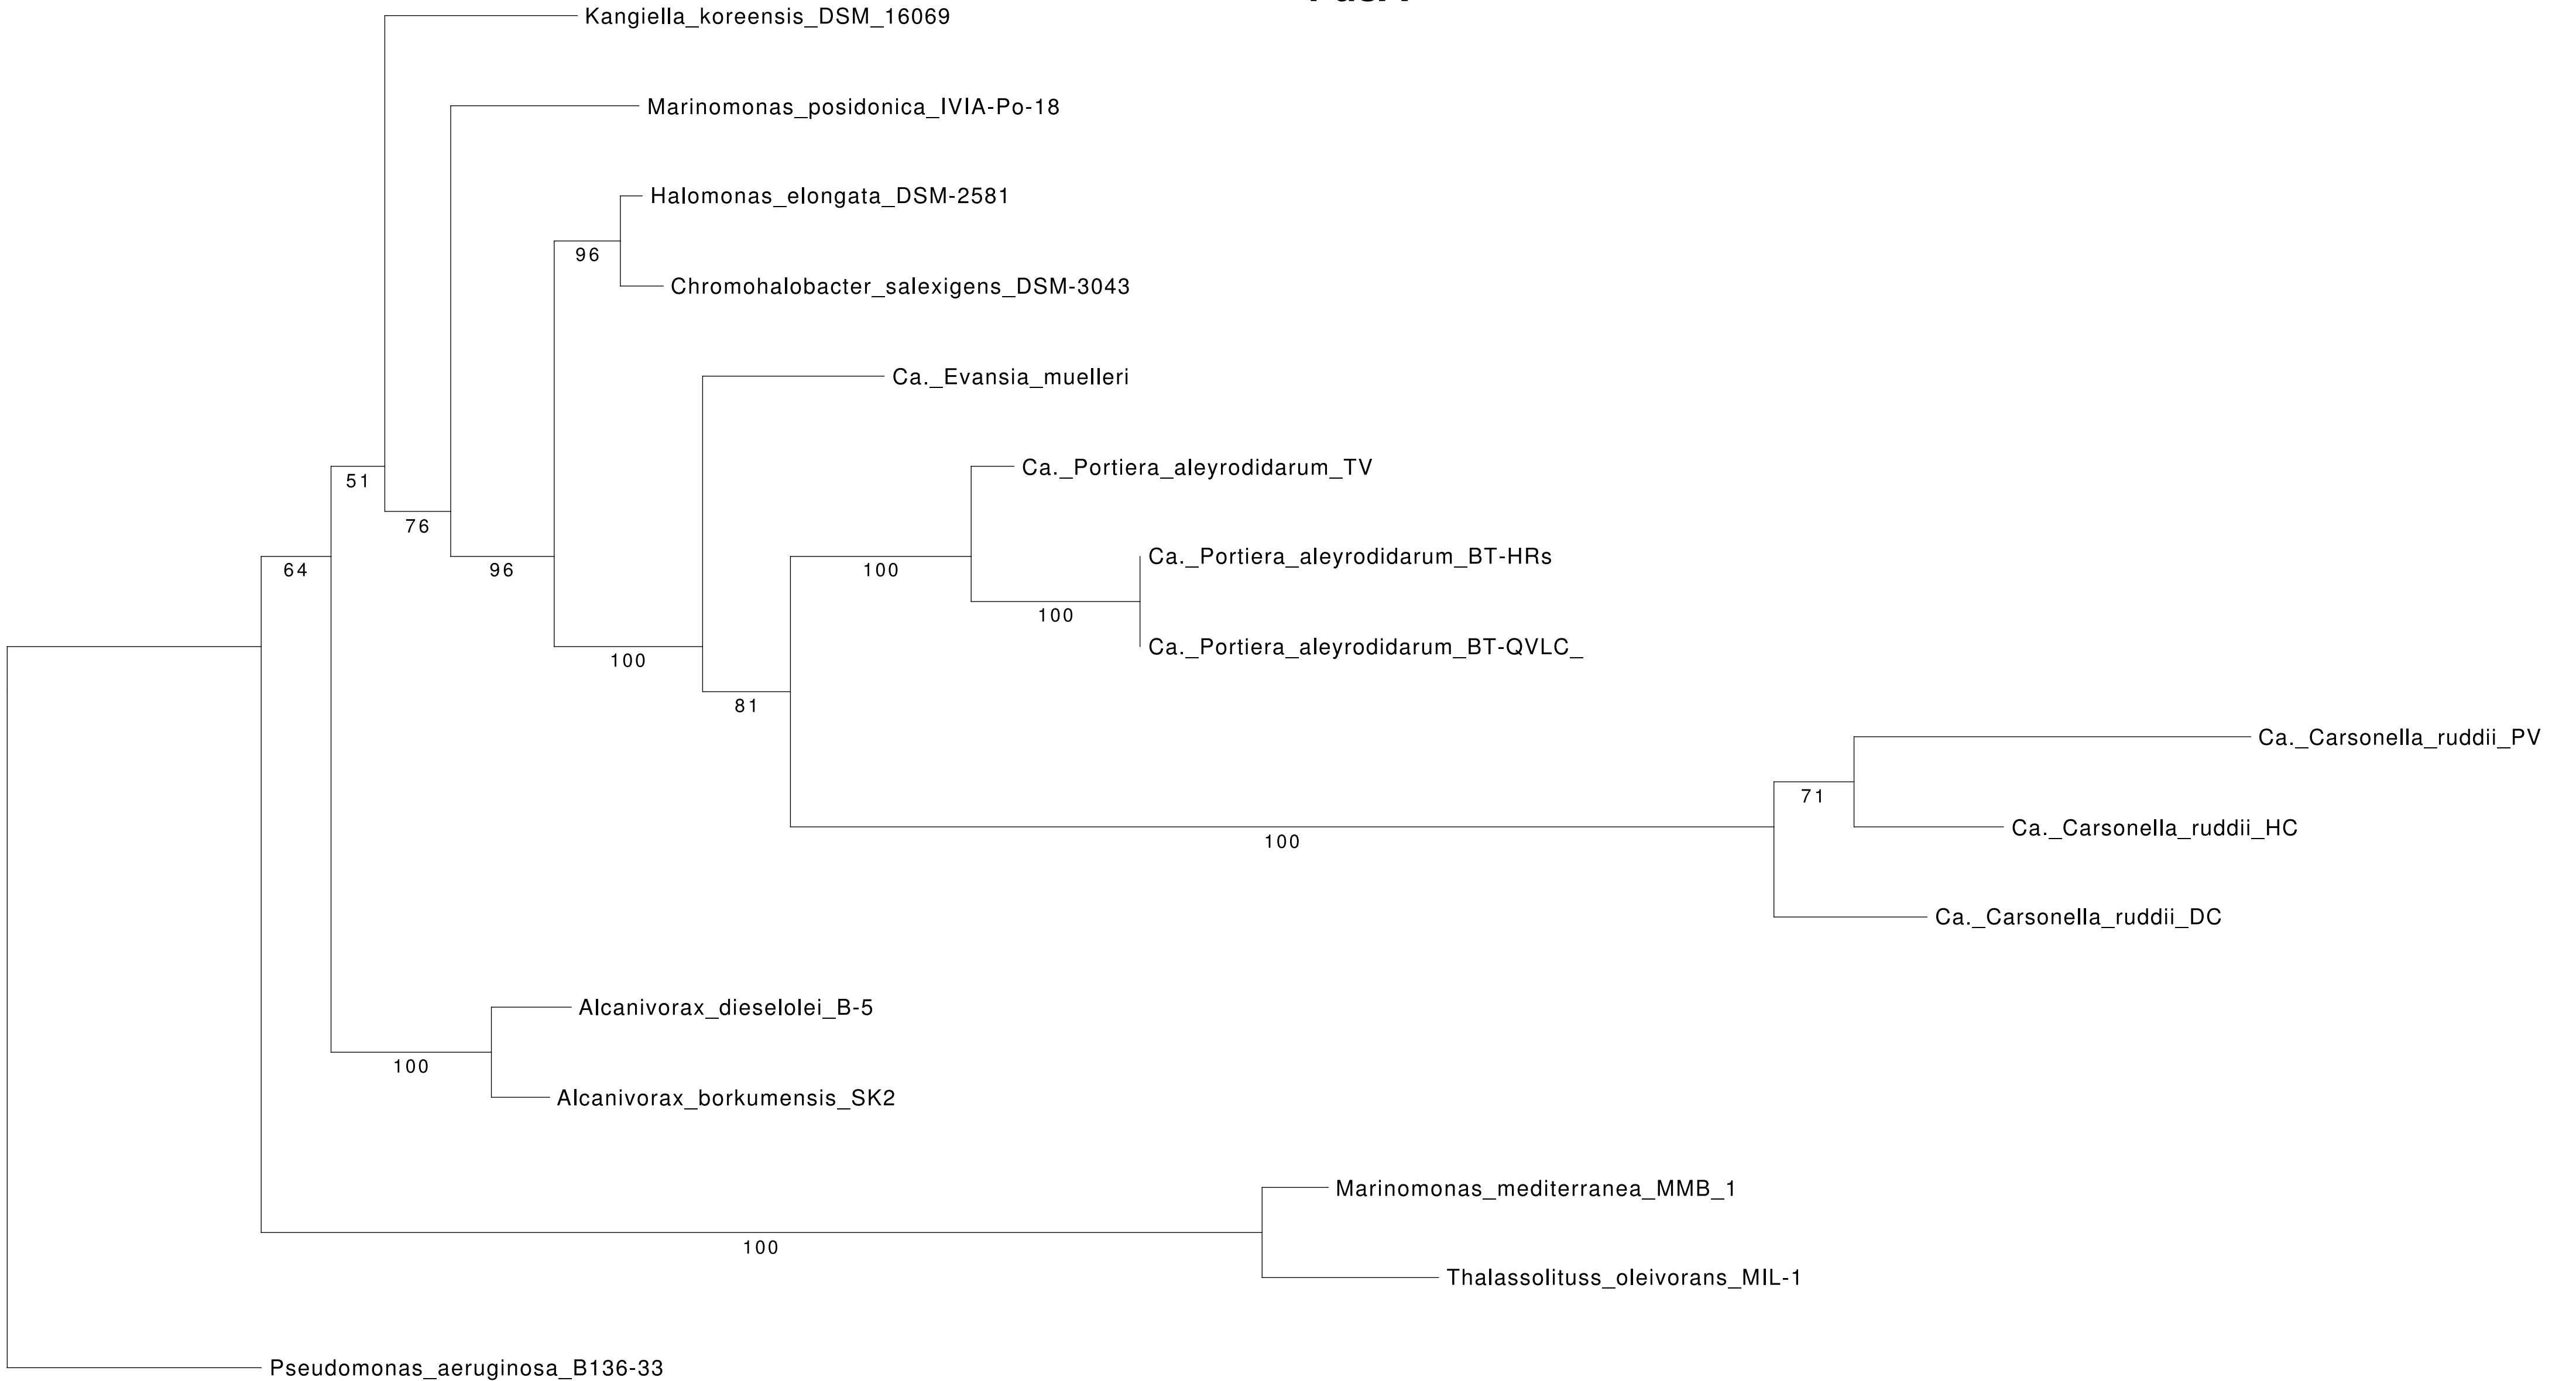 Kangiella_koreensis_DSM_16069
Marinomonas_posidonica_IVIA-Po-18
Halomonas_elongata_DSM-2581
96
Chromohalobacter_salexigens_DSM-3043
Ca._Evansia_muelleri
Ca._Portiera_aleyrodidarum_TV
51
76
Ca._Portiera_aleyrodidarum_BT-HRs
64
96
100
100
Ca._Portiera_aleyrodidarum_BT-QVLC_
100
81
Ca._Carsonella_ruddii_PV
71
Ca._Carsonella_ruddii_HC
100
Ca._Carsonella_ruddii_DC
Alcanivorax_dieselolei_B-5
100
Alcanivorax_borkumensis_SK2
Marinomonas_mediterranea_MMB_1
100
Thalassolituss_oleivorans_MIL-1
Pseudomonas_aeruginosa_B136-33